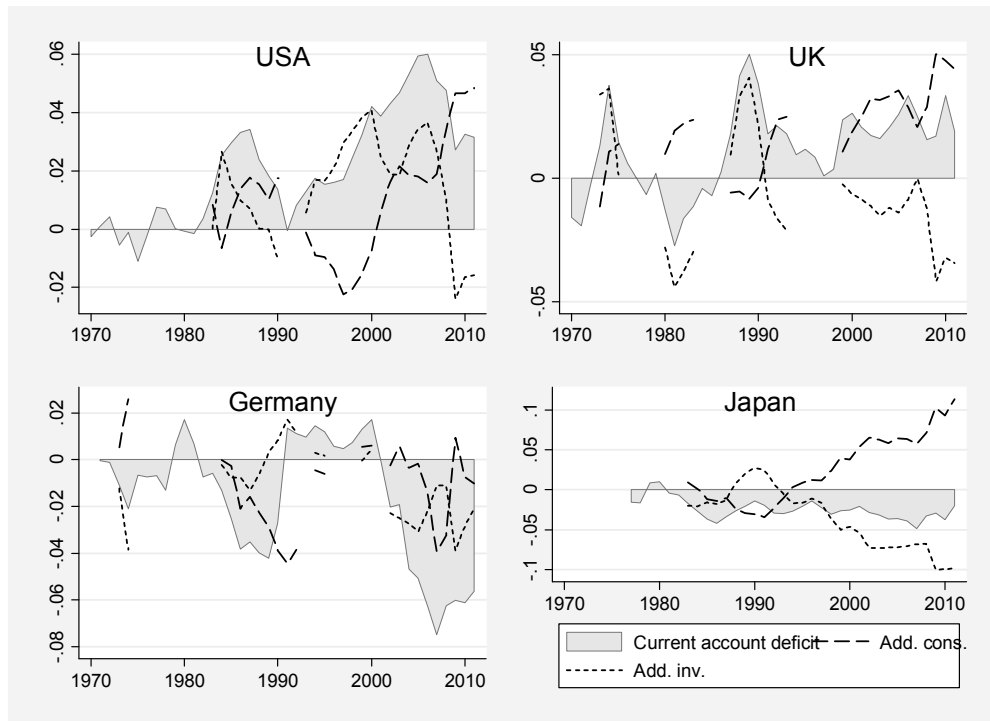 USA
.06
.04
.02
0
-.02
1970 1980 1990 2000 2010
UK
.05
0
-.05
1970 1980 1990 2000 2010
Germany
.02
0
-.02
-.04
-.06
-.08
1970 1980 1990 2000 2010
Japan
.1
.05
0
-.05
-.1
1970 1980 1990 2000 2010
Current account deficit Add. cons.
Add. inv.